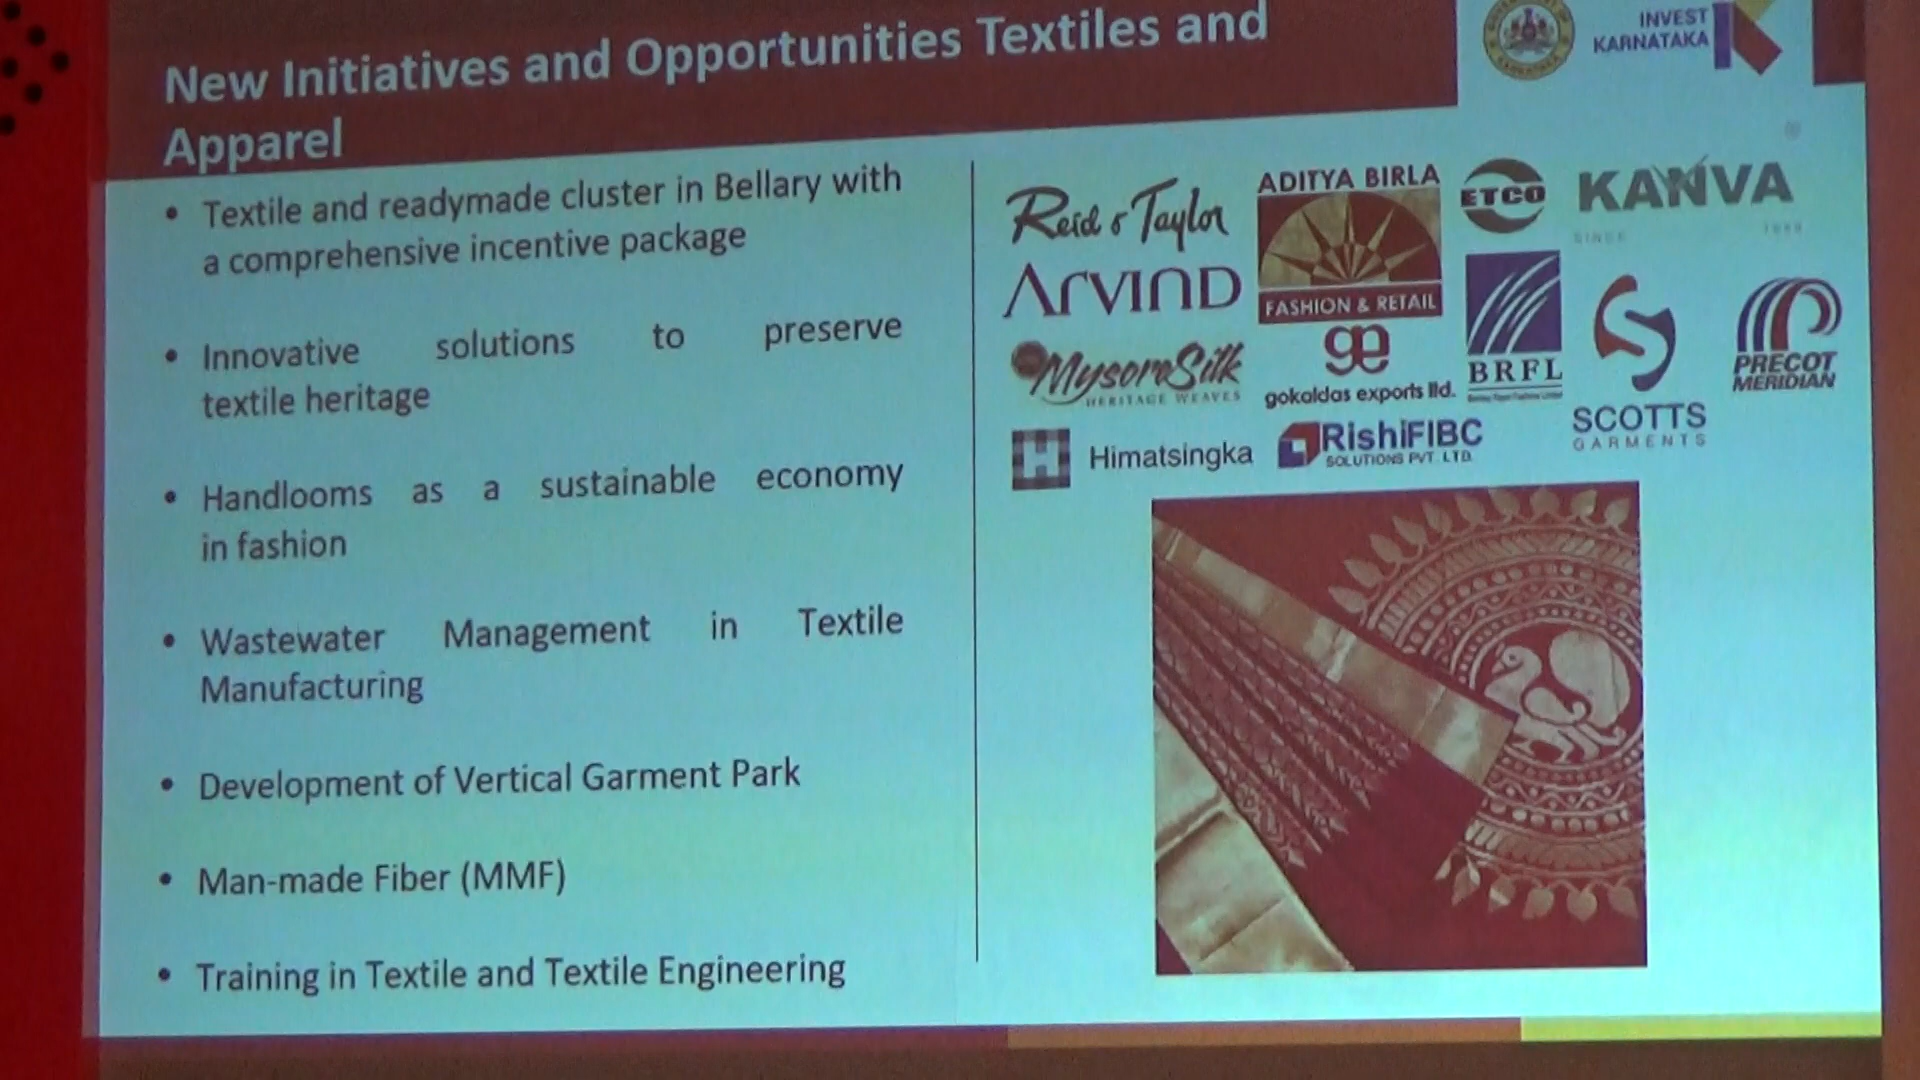 New Initiatives and Opportunities Textiles and
Apparel
INVEST
KARNATAKA
• Textile and readymade cluster in Bellary with
a comprehensive incentive package
• Innovative solutions to preserve
textile heritage
• Handlooms as a sustainable economy
in fashion
• Wastewater Management in Textile
Manufacturing
• Development of Vertical Garment Park
• Man-made Fiber (MMF)
• Training in Textile and Textile Engineering
Reid & Taylor
ADITYA BIRLA
FASHION & RETAIL
ETCO
KANVA
SINCE
ARVIND
MysoreSilk
HERITAGE WEAVES
ge
gokaldas exports ltd.
BRFL
SCOTTS
GARMENTS
PRECOT
MERIDIAN
H Himatsingka
RishiFIBC
SOLUTIONS PVT. LTD.